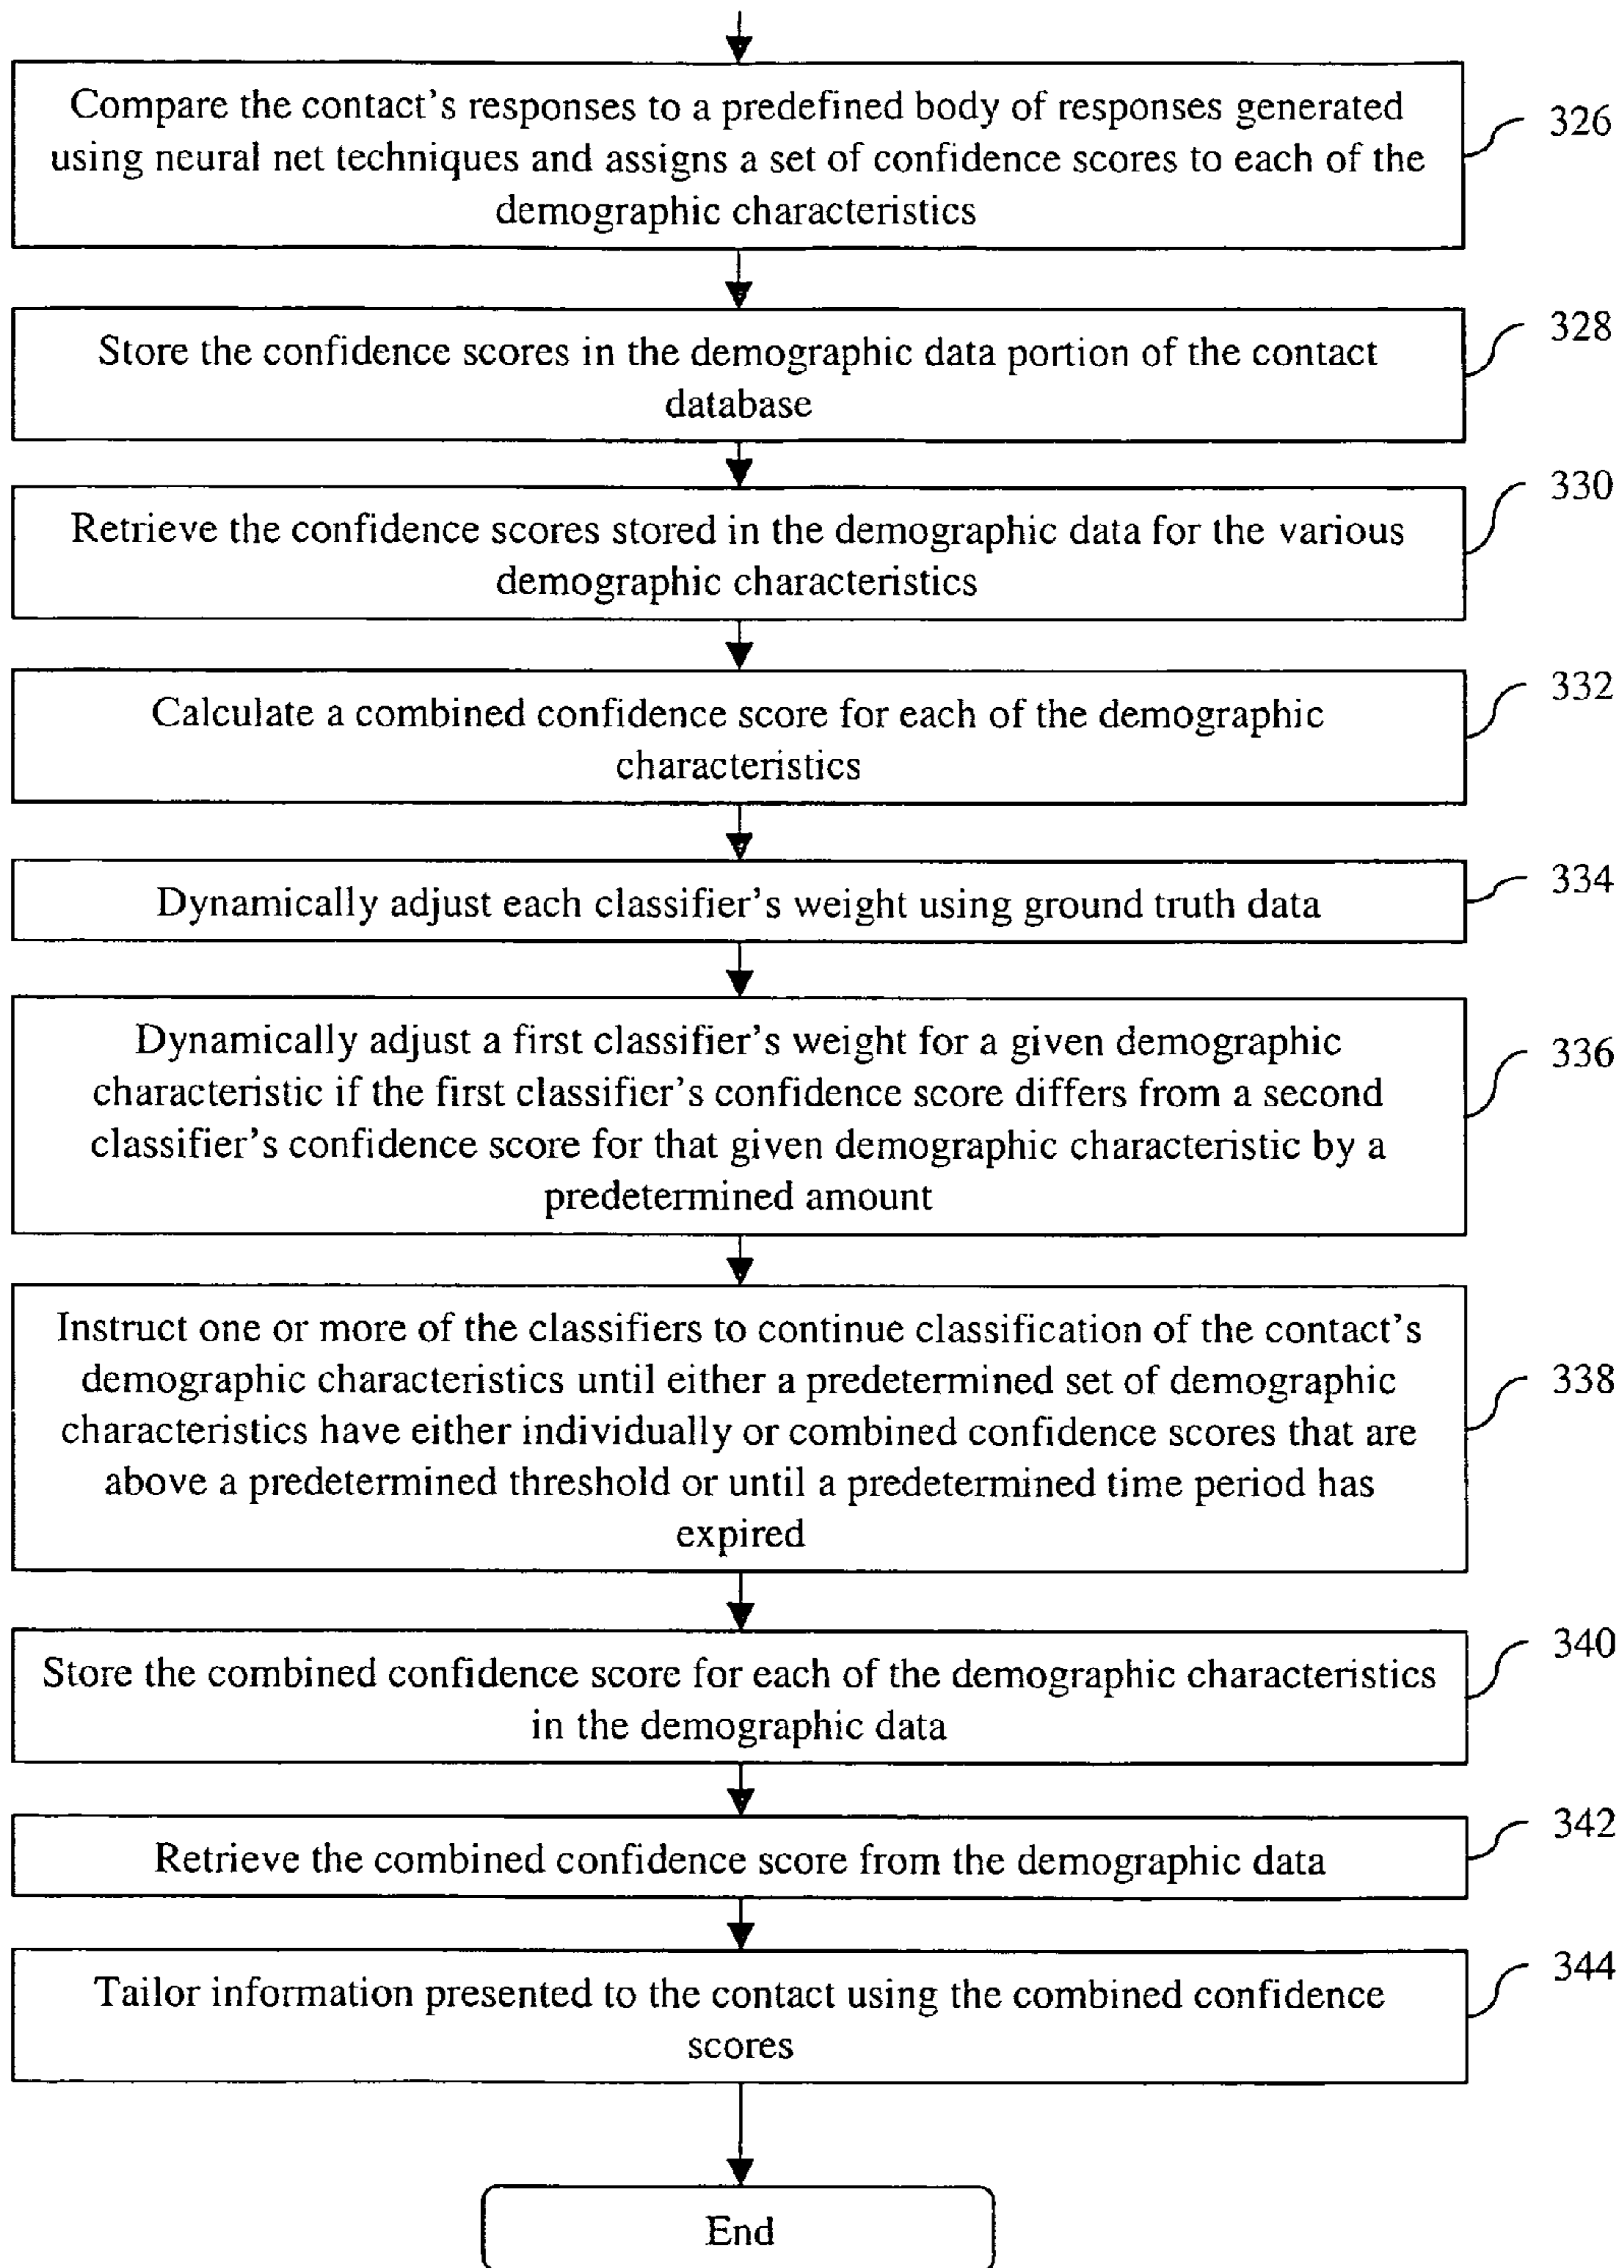 Compare the contact's responses to a predefined body of responses generated
using neural net techniques and assigns a set of confidence scores to each of the
demographic characteristics
326
Store the confidence scores in the demographic data portion of the contact
database
328
Retrieve the confidence scores stored in the demographic data for the various
demographic characteristics
330
Calculate a combined confidence score for each of the demographic
characteristics
332
Dynamically adjust each classifier's weight using ground truth data
334
Dynamically adjust a first classifier's weight for a given demographic
characteristic if the first classifier's confidence score differs from a second
classifier's confidence score for that given demographic characteristic by a
predetermined amount
336
Instruct one or more of the classifiers to continue classification of the contact's
demographic characteristics until either a predetermined set of demographic
characteristics have either individually or combined confidence scores that are
above a predetermined threshold or until a predetermined time period has
expired
338
Store the combined confidence score for each of the demographic characteristics
in the demographic data
340
Retrieve the combined confidence score from the demographic data
342
Tailor information presented to the contact using the combined confidence
scores
344
End